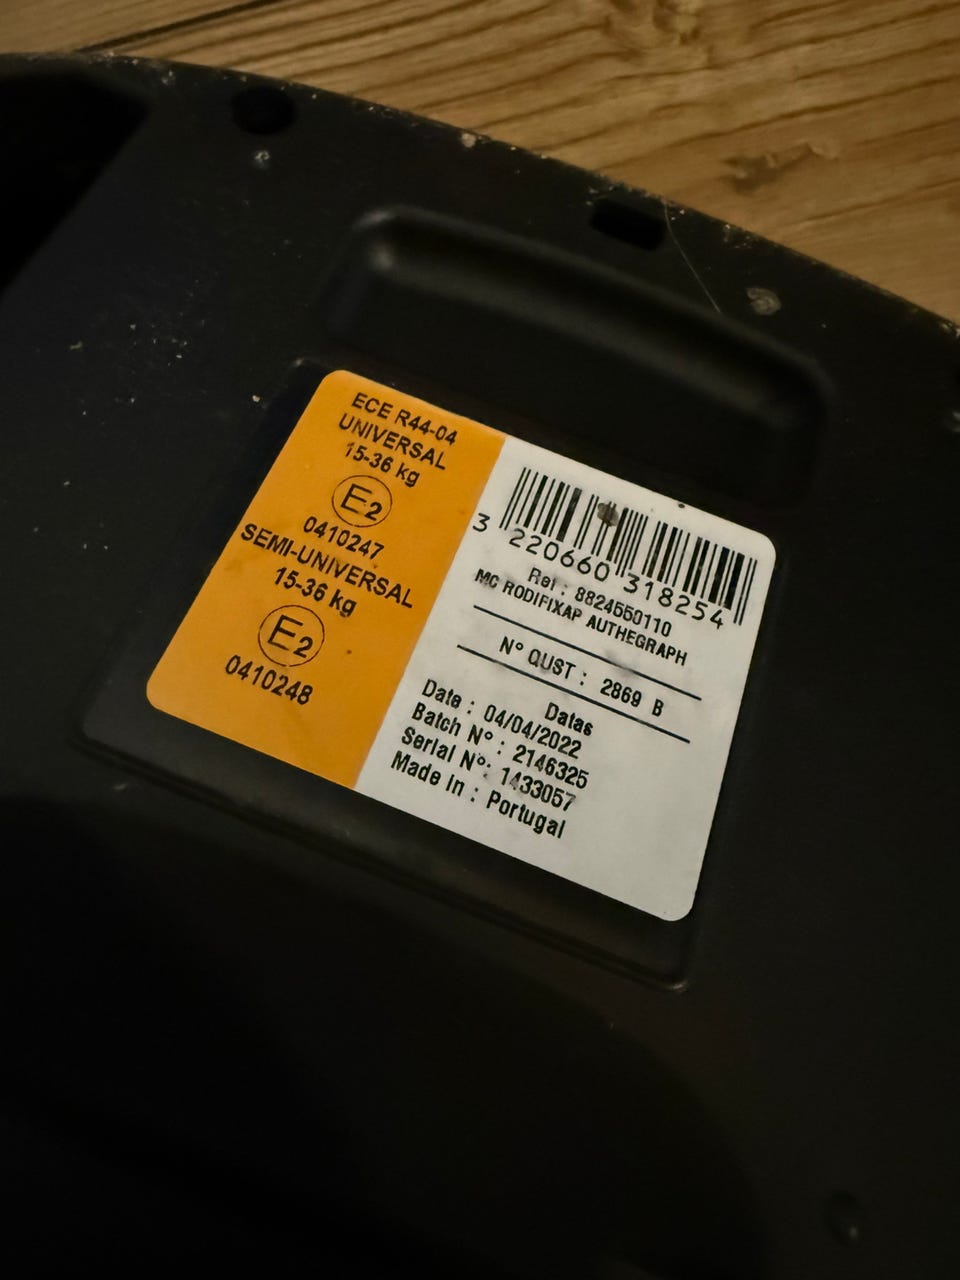 ECE R44-04
UNIVERSAL
15-36 kg
E2
0410247
SEMI-UNIVERSAL
15-36 kg
E2
0410248
3 220660 318254
Ref : 8824550110
MC RODIFIXAP AUTHEGRAPH
N° QUST : 2869 B
Datas
Date : 04/04/2022
Batch N° : 2146325
Serial N°: 1433057
Made in : Portugal